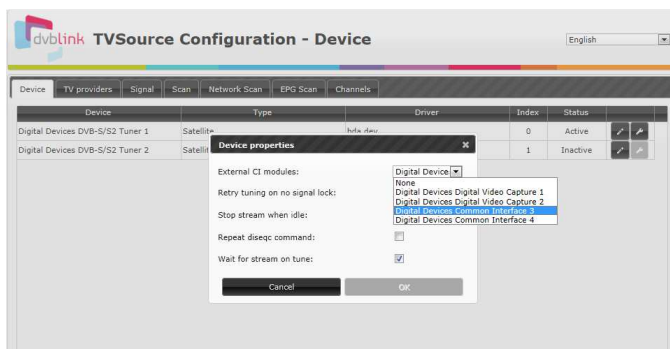 dvblink TVSource Configuration - Device
English
Device TV providers Signal Scan Network Scan EPG Scan Channels
Device Type Driver Index Status
Digital Devices DVB-S/S2 Tuner 1 Satellite bda dev 0 Active
Digital Devices DVB-S/S2 Tuner 2 Satellit 1 Inactive
Device properties
External CI modules: Digital Device
None
Digital Devices Digital Video Capture 1
Digital Devices Digital Video Capture 2
Digital Devices Common Interface 3
Digital Devices Common Interface 4
Retry tuning on no signal lock:
Stop stream when idle:
Repeat diseqc command:
Wait for stream on tune:
Cancel OK